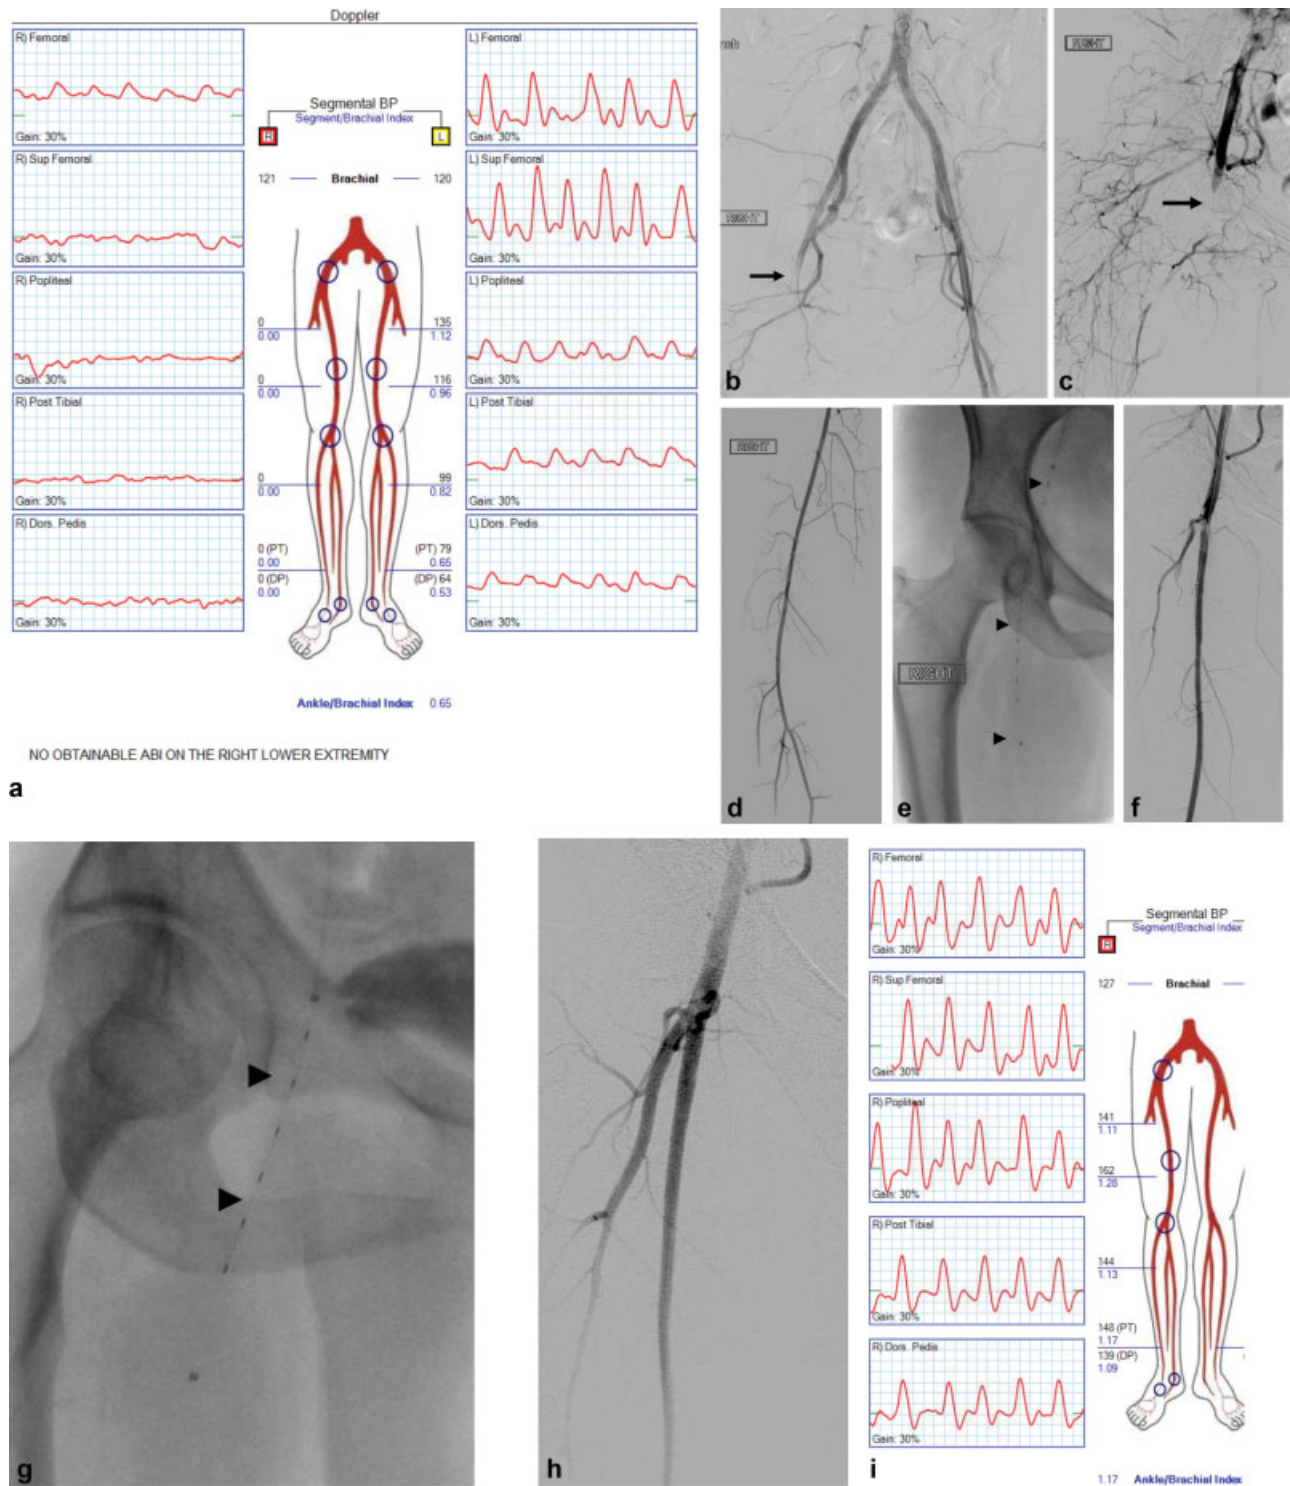 Doppler
R) Femoral
Gain: 30%
R) Sup Femoral
Gain: 30%
R) Popliteal
Gain: 30%
R) Post Tibial
Gain: 30%
R) Dors. Pedis
Gain: 30%
Segmental BP
Segment/Brachial Index
R
L
121 Brachial 120
0
0.00
135
1.12
0
0.00
116
0.96
0
0.00
99
0.82
0 (PT)
0.00
(PT) 79
0.65
0 (DP)
0.00
(DP) 64
0.53
Ankle/Brachial Index 0.65
L) Femoral
Gain: 30%
L) Sup Femoral
Gain: 30%
L) Popliteal
Gain: 30%
L) Post Tibial
Gain: 30%
L) Dors. Pedis
Gain: 30%
NO OBTAINABLE ABI ON THE RIGHT LOWER EXTREMITY
a
RIGHT
b
RIGHT
c
RIGHT
d
RIGHT
e
f
g
h
R) Femoral
Gain: 30%
R) Sup Femoral
Gain: 30%
R) Popliteal
Gain: 30%
R) Post Tibial
Gain: 30%
R) Dors. Pedis
Gain: 30%
i
Segmental BP
Segment/Brachial Index
R
127 Brachial
141
1.11
162
1.28
144
1.13
148 (PT)
1.17
139 (DP)
1.09
1.17 Ankle/Brachial Index